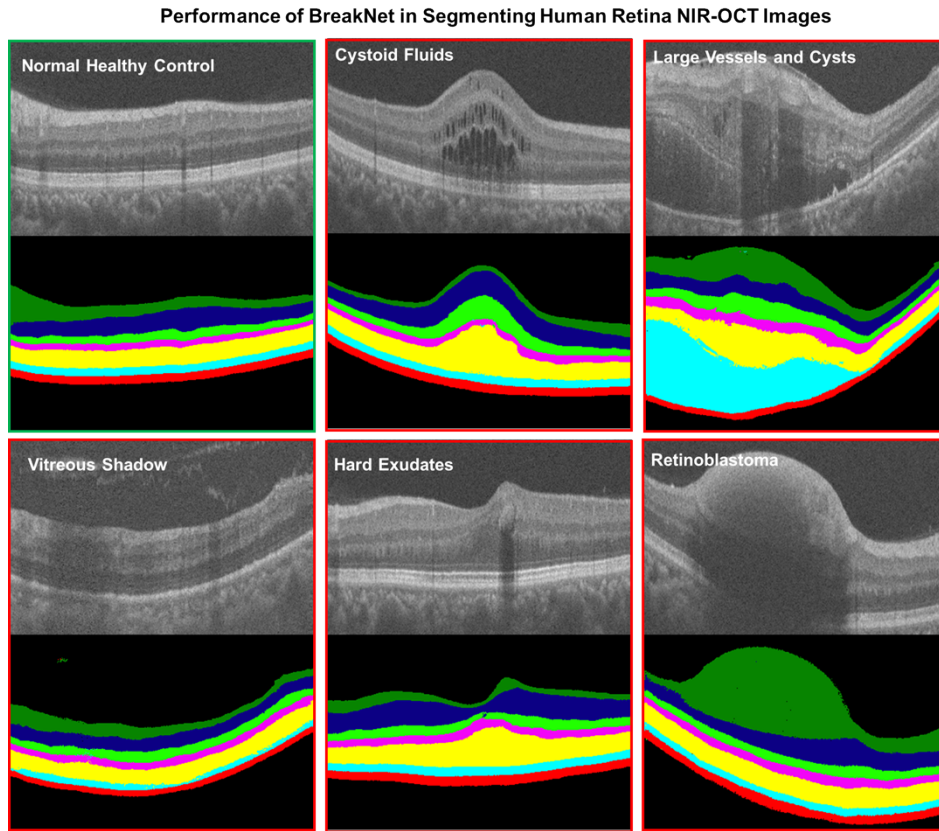 Performance of BreakNet in Segmenting Human Retina NIR-OCT Images
Normal Healthy Control
Cystoid Fluids
Large Vessels and Cysts
Vitreous Shadow
Hard Exudates
Retinoblastoma